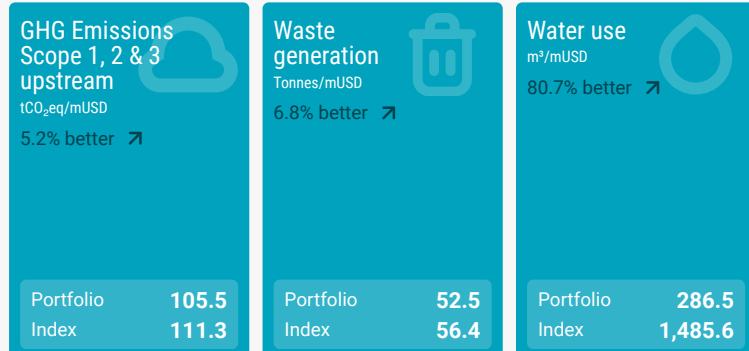 GHG Emissions
Scope 1, 2 & 3
upstream
tCO₂eq/mUSD
5.2% better
Portfolio 105.5
Index 111.3
Waste
generation
Tonnes/mUSD
6.8% better
Portfolio 52.5
Index 56.4
Water use
m³/mUSD
80.7% better
Portfolio 286.5
Index 1,485.6